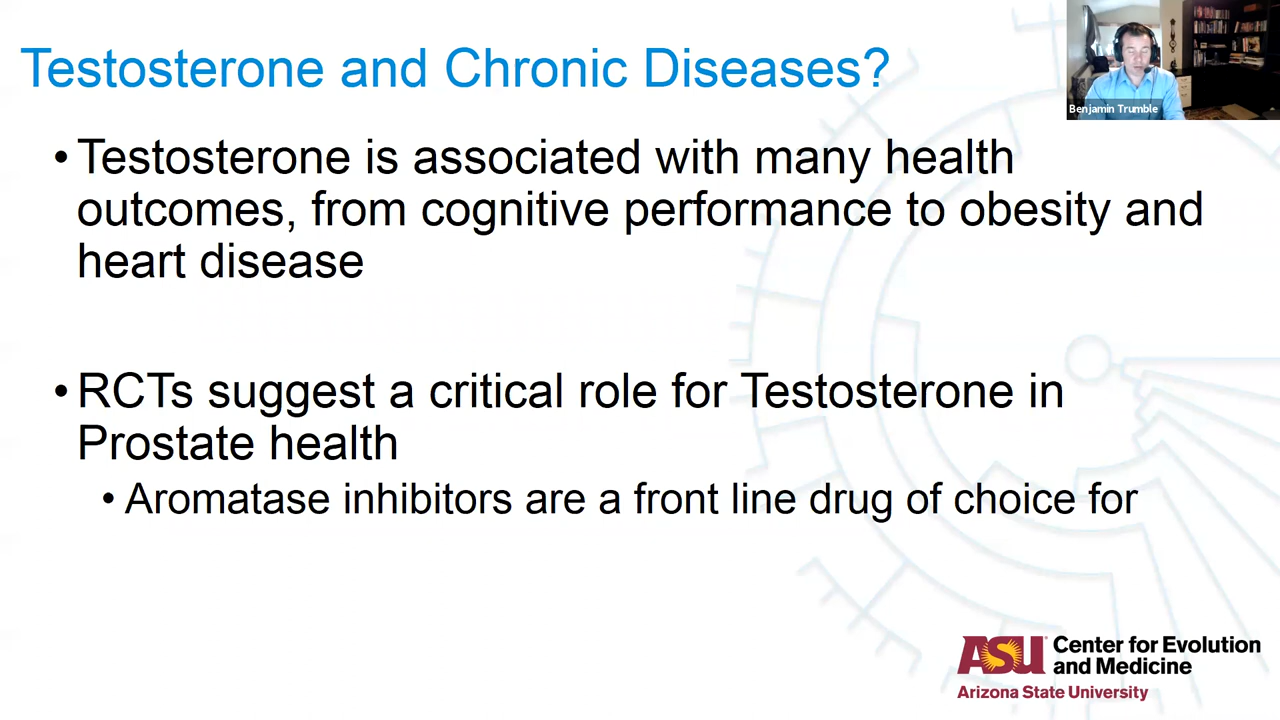 Testosterone and Chronic Diseases?
Benjamin Trumble
• Testosterone is associated with many health
outcomes, from cognitive performance to obesity and
heart disease
• RCTs suggest a critical role for Testosterone in
Prostate health
• Aromatase inhibitors are a front line drug of choice for
ASU Center for Evolution
and Medicine
Arizona State University